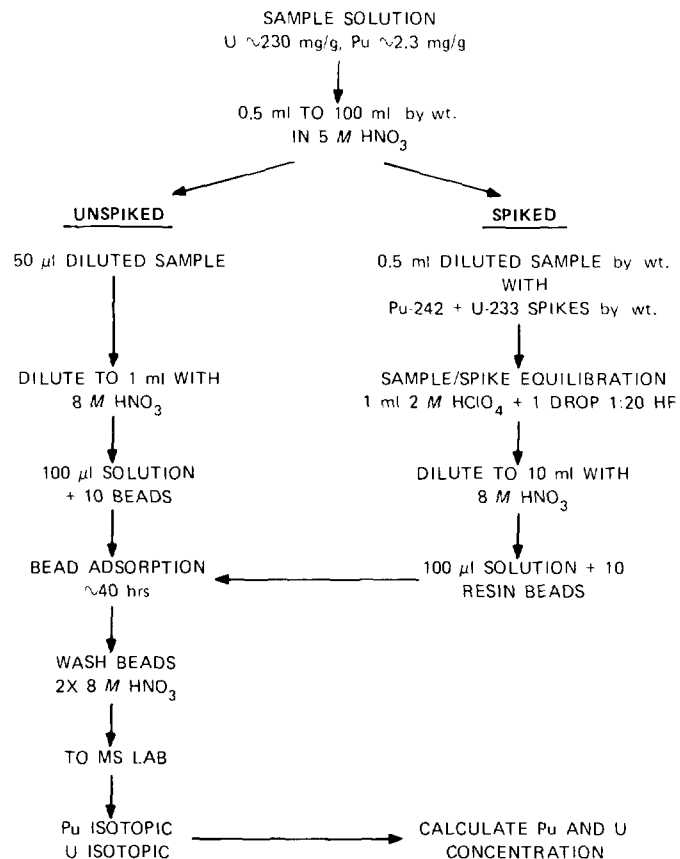 SAMPLE SOLUTION
U ~230 mg/g, Pu ~2.3 mg/g
0.5 ml TO 100 ml by wt.
IN 5 M HNO₃
UNSPIKED
50 μl DILUTED SAMPLE
DILUTE TO 1 ml WITH
8 M HNO₃
100 μl SOLUTION
+ 10 BEADS
BEAD ADSORPTION
~40 hrs
WASH BEADS
2X 8 M HNO₃
TO MS LAB
Pu ISOTOPIC
U ISOTOPIC
SPIKED
0.5 ml DILUTED SAMPLE by wt.
WITH
Pu-242 + U-233 SPIKES by wt.
SAMPLE/SPIKE EQUILIBRATION
1 ml 2 M HClO₄ + 1 DROP 1:20 HF
DILUTE TO 10 ml WITH
8 M HNO₃
100 μl SOLUTION + 10
RESIN BEADS
CALCULATE Pu AND U
CONCENTRATION